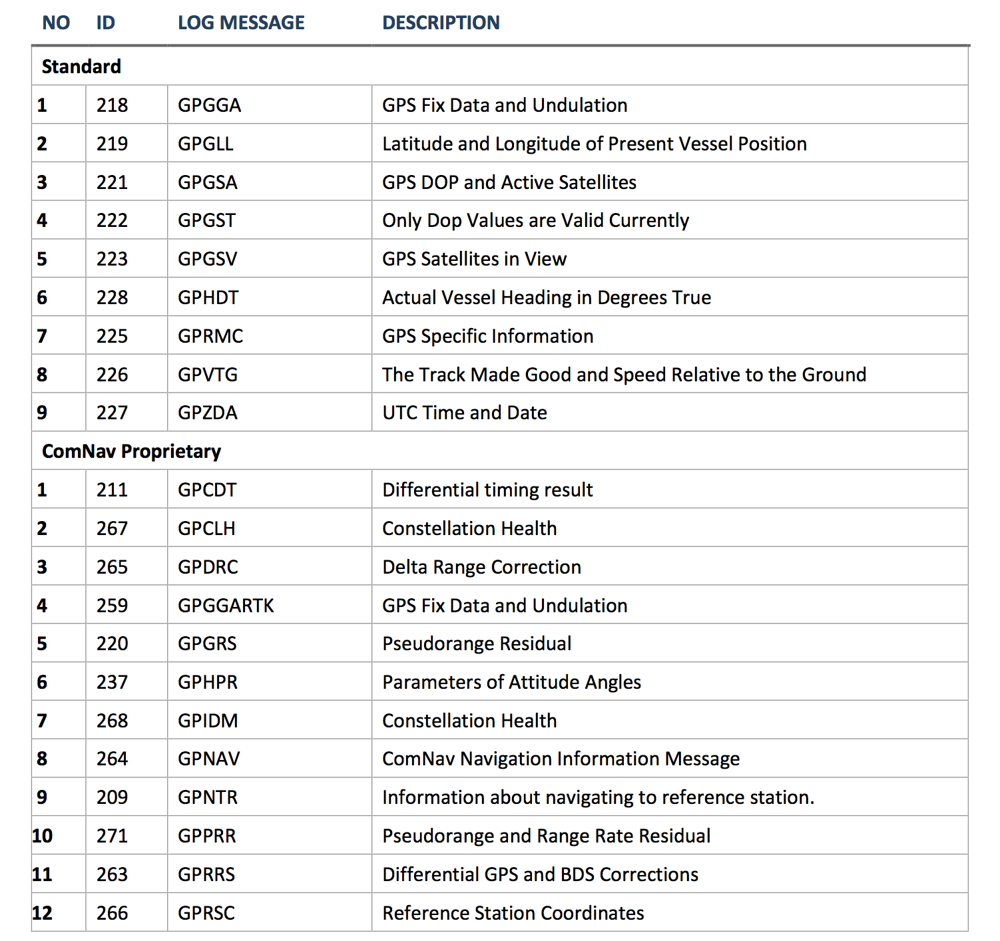 NO ID LOG MESSAGE DESCRIPTION
Standard
1 218 GPGGA GPS Fix Data and Undulation
2 219 GPGLL Latitude and Longitude of Present Vessel Position
3 221 GPGSA GPS DOP and Active Satellites
4 222 GPGST Only Dop Values are Valid Currently
5 223 GPGSV GPS Satellites in View
6 228 GPHDT Actual Vessel Heading in Degrees True
7 225 GPRMC GPS Specific Information
8 226 GPVTG The Track Made Good and Speed Relative to the Ground
9 227 GPZDA UTC Time and Date
ComNav Proprietary
1 211 GPCDT Differential timing result
2 267 GPCLH Constellation Health
3 265 GPDRC Delta Range Correction
4 259 GPGGARTK GPS Fix Data and Undulation
5 220 GPGRS Pseudorange Residual
6 237 GPHPR Parameters of Attitude Angles
7 268 GPIDM Constellation Health
8 264 GPNAV ComNav Navigation Information Message
9 209 GPNTR Information about navigating to reference station.
10 271 GPPRR Pseudorange and Range Rate Residual
11 263 GPRRS Differential GPS and BDS Corrections
12 266 GPRSC Reference Station Coordinates